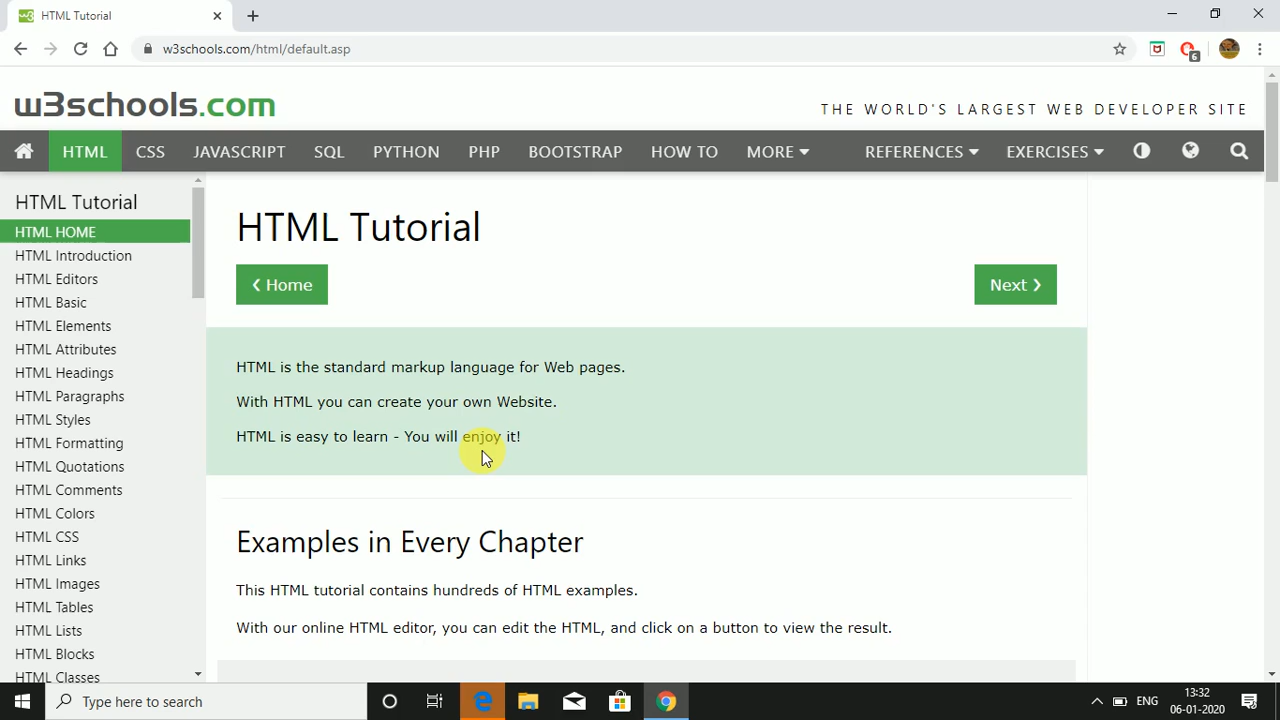 HTML Tutorial
w3schools.com/html/default.asp
6
w3schools.com
THE WORLD'S LARGEST WEB DEVELOPER SITE
HTML CSS JAVASCRIPT SQL PYTHON PHP BOOTSTRAP HOW TO MORE REFERENCES EXERCISES
HTML Tutorial
HTML HOME
HTML Introduction
HTML Editors
HTML Basic
HTML Elements
HTML Attributes
HTML Headings
HTML Paragraphs
HTML Styles
HTML Formatting
HTML Quotations
HTML Comments
HTML Colors
HTML CSS
HTML Links
HTML Images
HTML Tables
HTML Lists
HTML Blocks
HTML Classes
HTML Tutorial
❮ Home
Next ❯
HTML is the standard markup language for Web pages.
With HTML you can create your own Website.
HTML is easy to learn - You will enjoy it!
Examples in Every Chapter
This HTML tutorial contains hundreds of HTML examples.
With our online HTML editor, you can edit the HTML, and click on a button to view the result.
Type here to search
ENG
13:32
06-01-2020